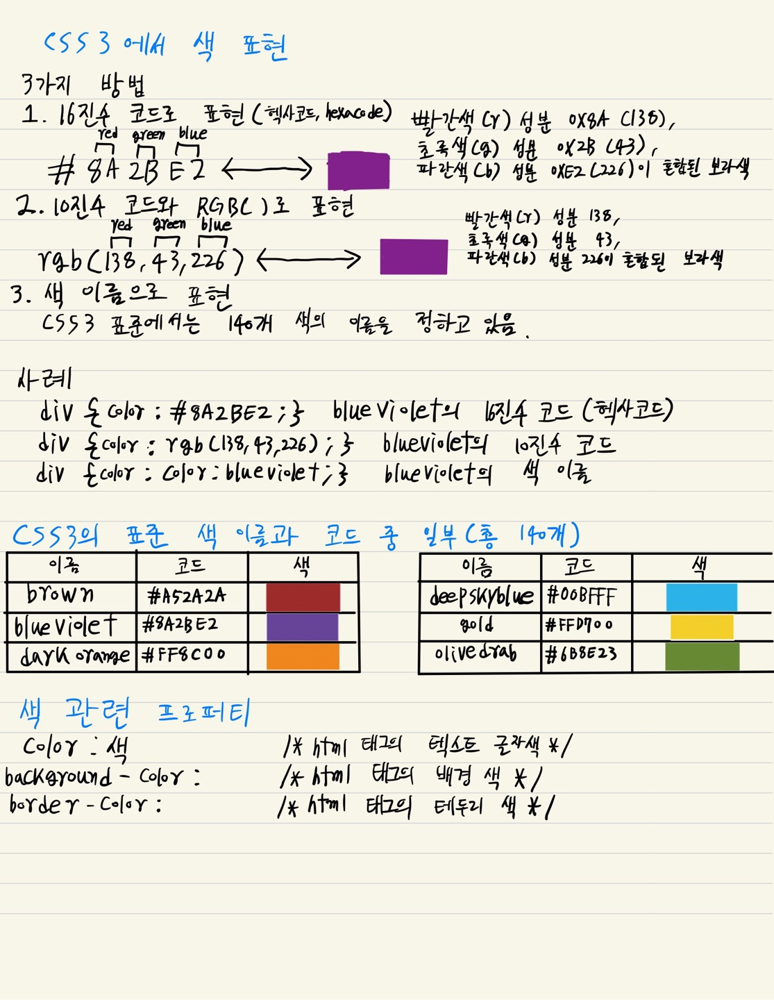 CSS3에서 색 표현
3가지 방법
1. 16진수 코드로 표현(헥사코드, hexacode)
red green blue
# 8A 2B E2
빨간색(r) 성분 0X8A (138),
초록색(g) 성분 0X2B (43),
파란색(b) 성분 0XE2(226)이 혼합된 보라색
2. 10진수 코드와 RGB()로 표현
red green blue
rgb(138, 43, 226)
빨간색(r) 성분 138,
초록색(g) 성분 43,
파란색(b) 성분 226이 혼합된 보라색
3. 색 이름으로 표현
CSS3 표준에서는 140개 색의 이름을 정하고 있음.
사례
div {color : #8A2BE2 ; } blueviolet의 16진수 코드 (헥사코드)
div {color : rgb(138,43,226) ; } blueviolet의 10진수 코드
div {color : color : blueviolet ; } blueviolet의 색 이름
CSS3의 표준 색 이름과 코드 중 일부(총 140개)
이름 코드 색
brown #A52A2A
blueviolet #8A2BE2
darkorange #FF8C00
이름 코드 색
deepskyblue #00BFFF
gold #FFD700
olivedrab #6B8E23
색 관련 프로퍼티
color : 색 /* html 태그의 텍스트 글자색 */
background-color : /* html 태그의 배경 색 */
border-color : /* html 태그의 테두리 색 */